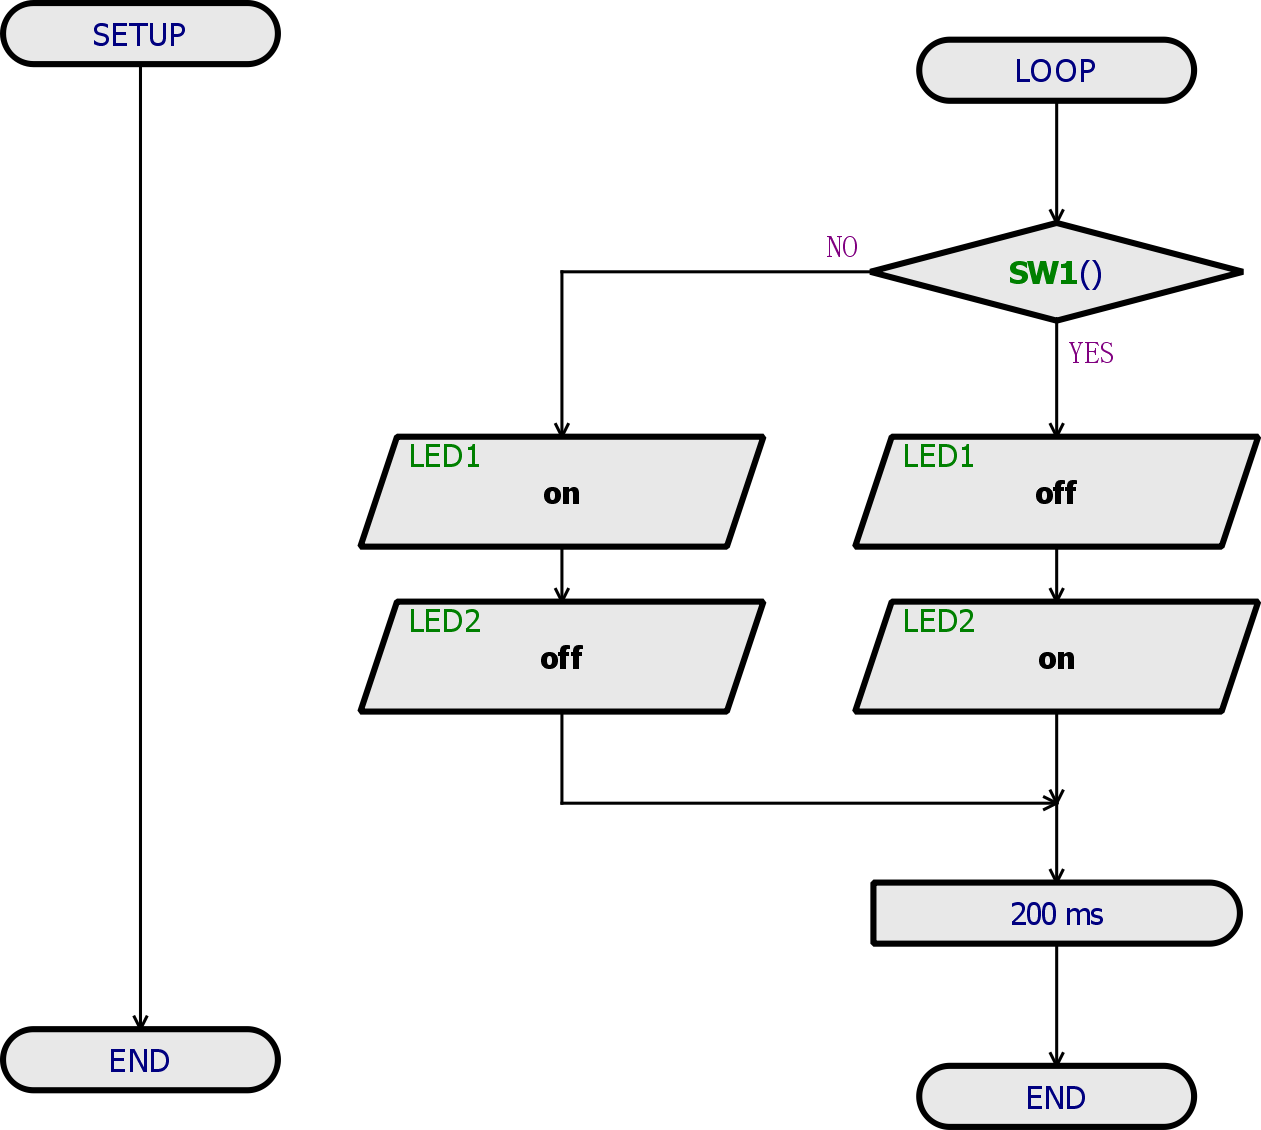 SETUP
LOOP
NO
SW1()
YES
LED1
on
LED1
off
LED2
off
LED2
on
200 ms
END
END